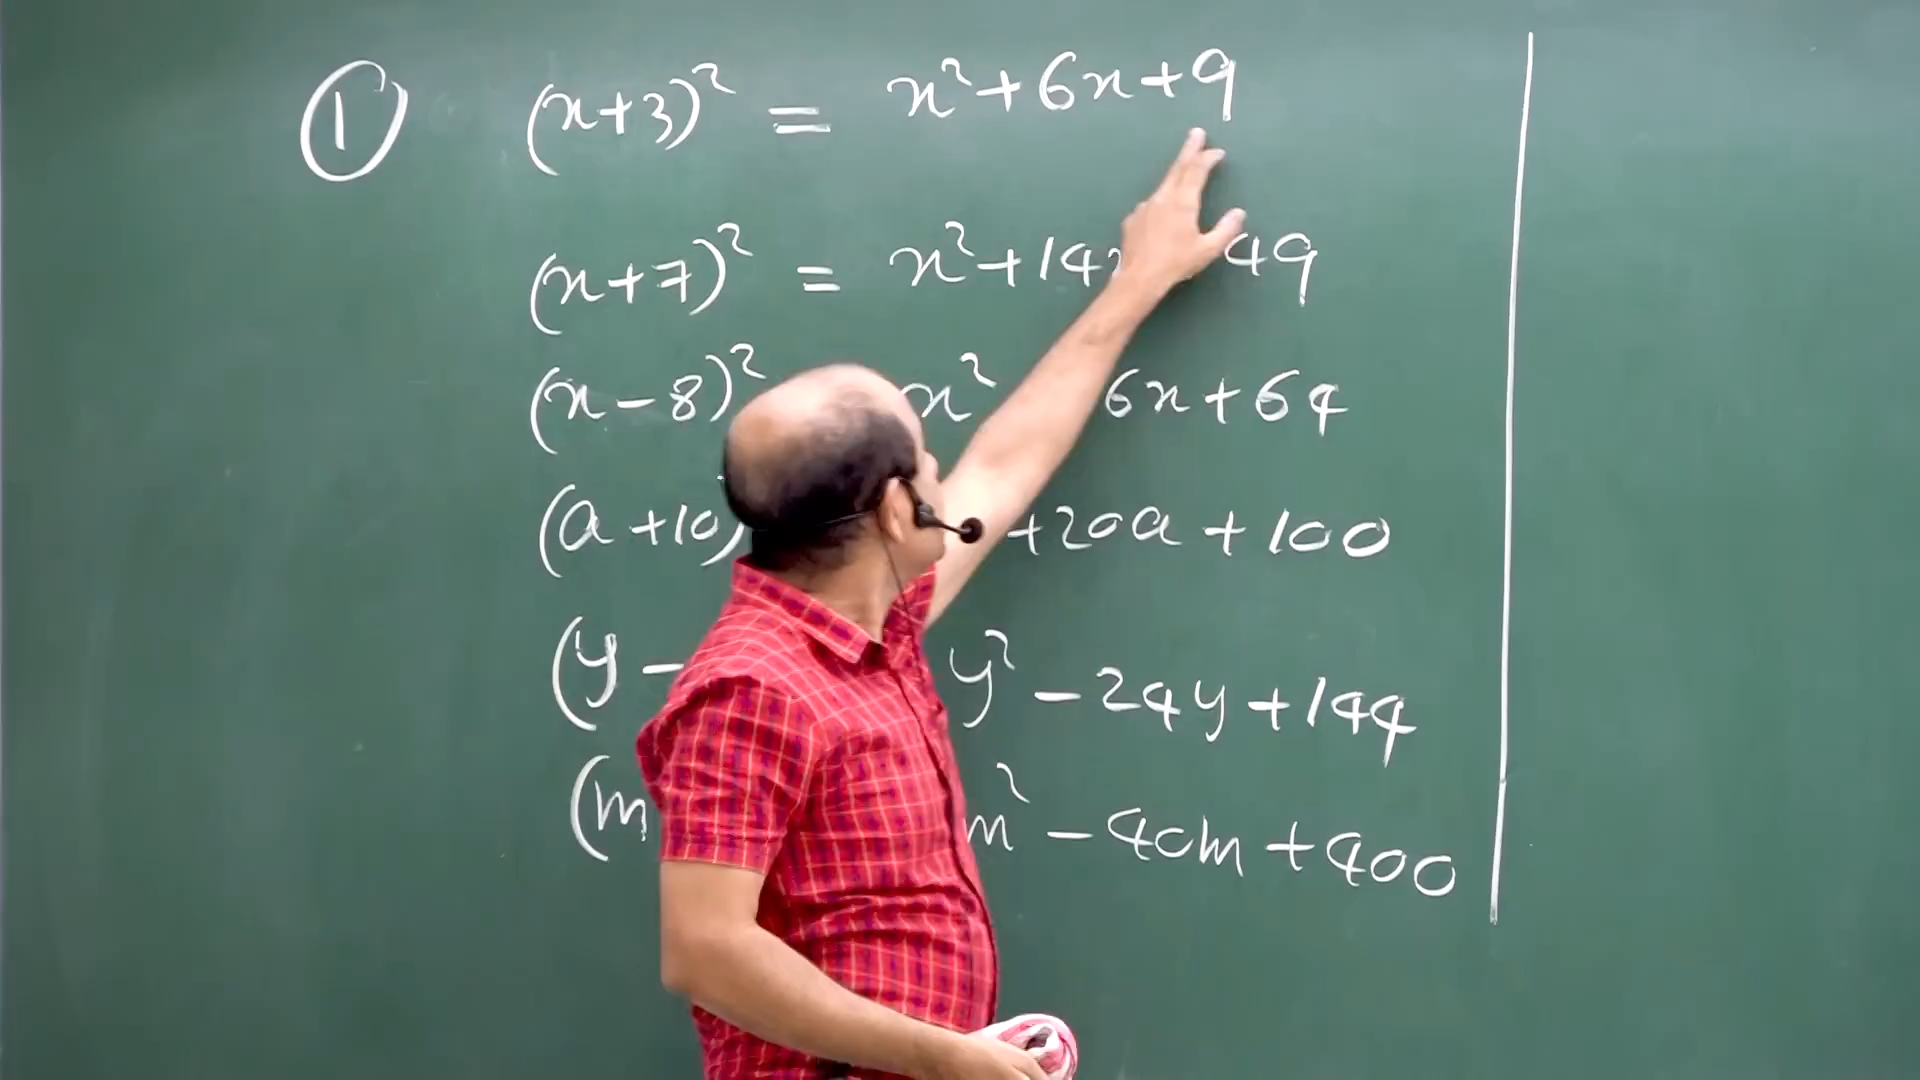 ① (x+3)² = x²+6x+9
(x+7)² = x²+14x 49
(x-8)² x² 6x+64
(a+10) +20a+100
(y- y²-24y+144
(m m²-40m+400